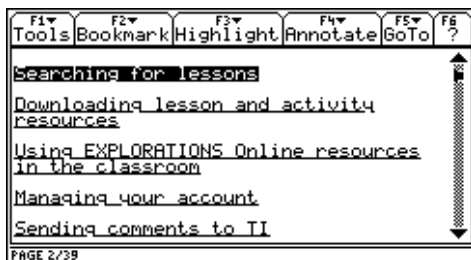 F1▼ F2▼ F3▼ F4▼ F5▼ F6
Tools Bookmark Highlight Annotate GoTo ?
Searching for lessons
Downloading lesson and activity
resources
Using EXPLORATIONS Online resources
in the classroom
Managing your account
Sending comments to TI
PAGE 2/39